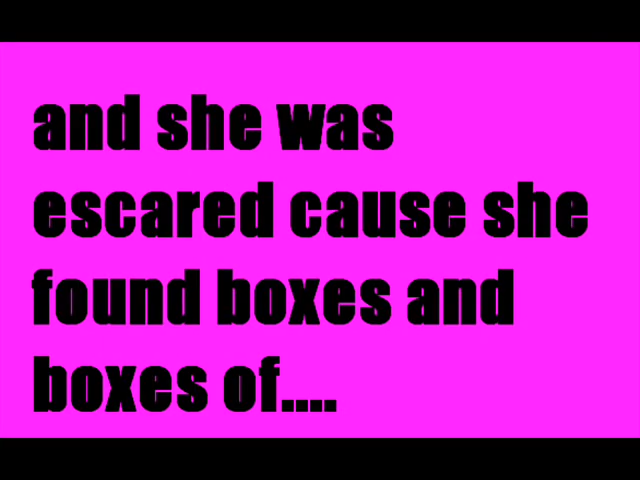 and she was
escared cause she
found boxes and
boxes of....